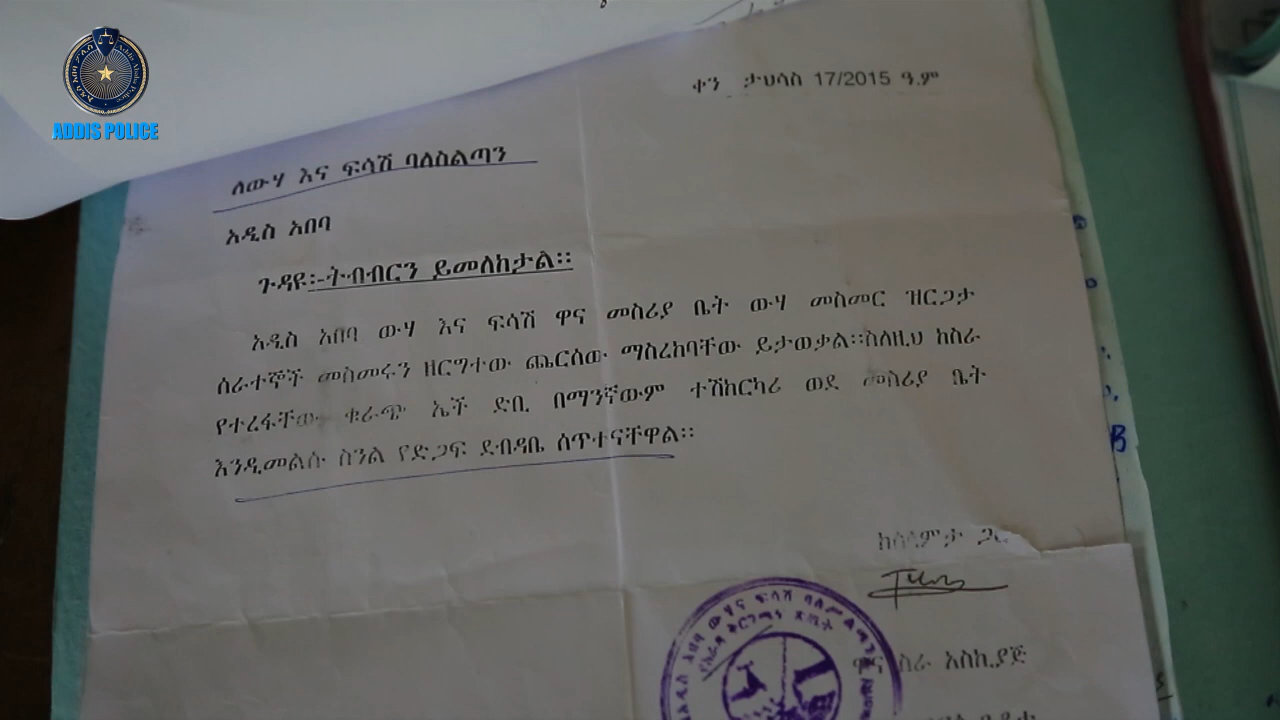 ADDIS POLICE
ቀን ታህሳስ 17/2015 ዓ.ም
ለውሃ እና ፍሳሽ ባለስልጣን
አዲስ አበባ
ጉዳዩ፡-ትብብርን ይመለከታል።
አዲስ አበባ ውሃ እና ፍሳሽ ዋና መስሪያ ቤት ውሃ መስመር ዝርጋታ
ሰራተኞች መስመሩን ዘርግተው ጨርሰው ማስረከባቸው ይታወቃል።ስለዚህ ከስራ
የተረፋቸው ቁራጭ ኤች ድቢ በማንኛውም ተሽከርካሪ ወደ መስሪያ ቤት
እንዲመልሱ ስንል የድጋፍ ደብዳቤ ሰጥተናቸዋል።
ከሰላምታ
ስራ አስኪያጅ